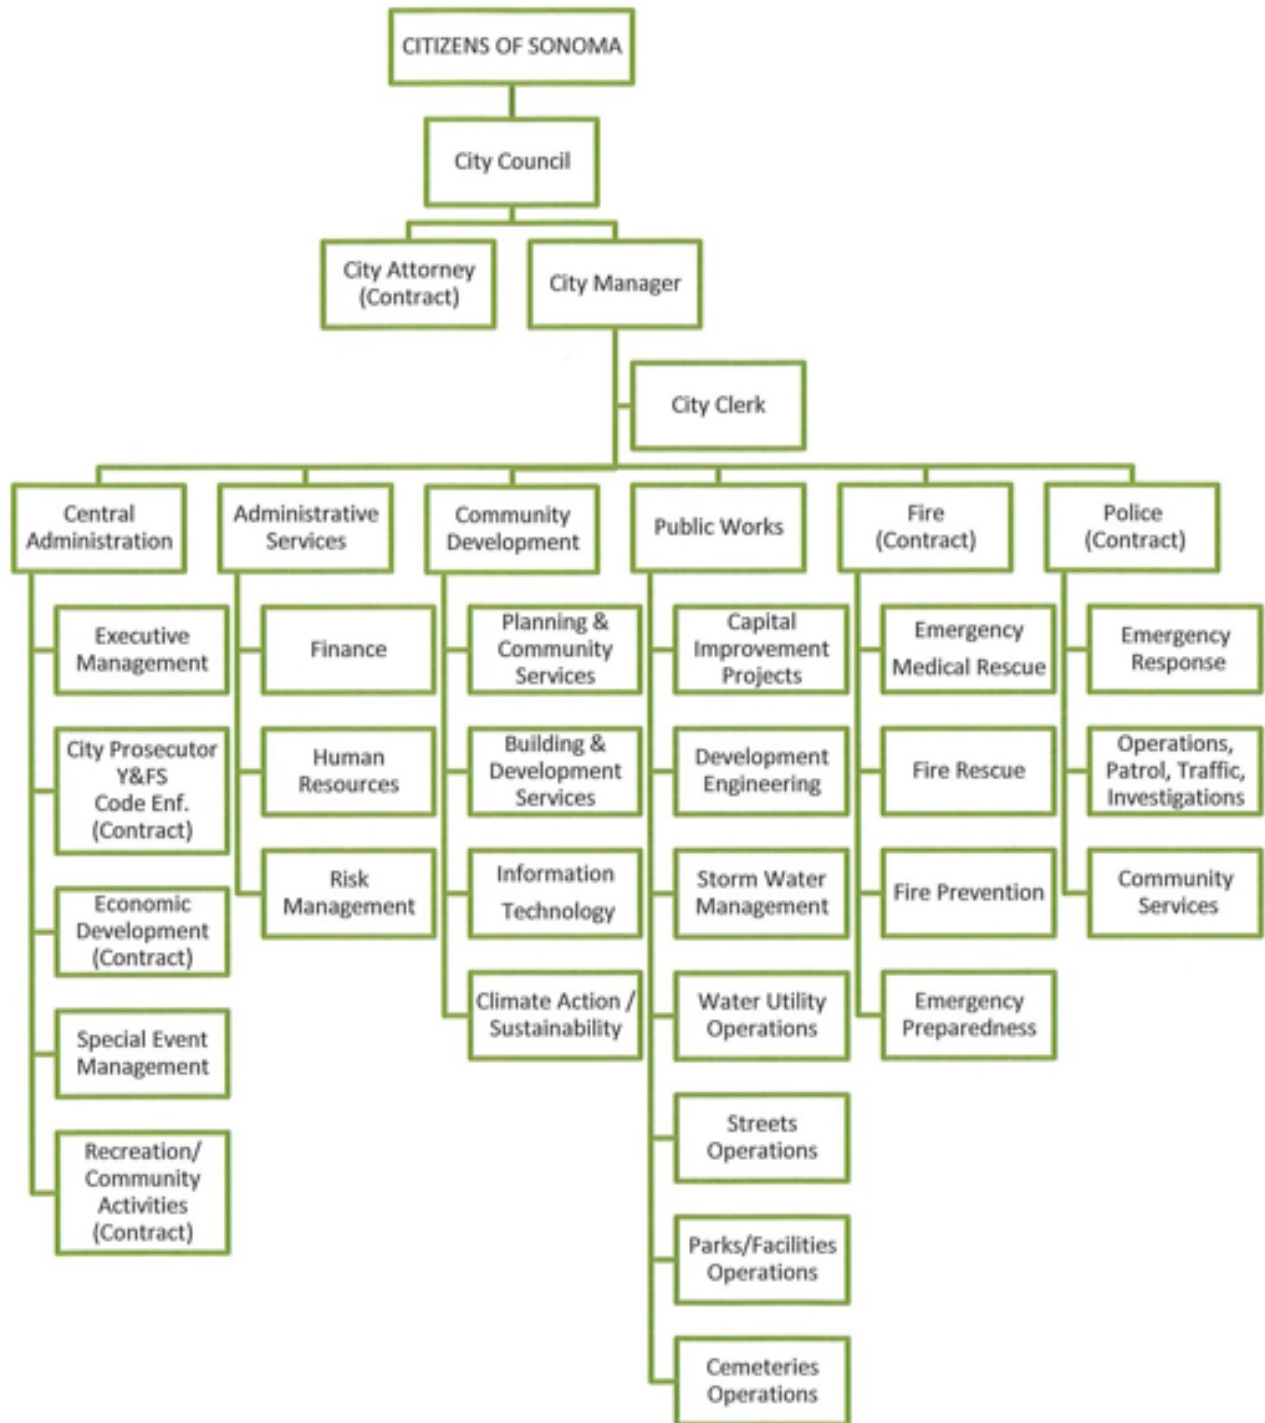 CITIZENS OF SONOMA
City Council
City Attorney
(Contract)
City Manager
City Clerk
Central
Administration
Administrative
Services
Community
Development
Public Works
Fire
(Contract)
Police
(Contract)
Executive
Management
City Prosecutor
Y&FS
Code Enf.
(Contract)
Economic
Development
(Contract)
Special Event
Management
Recreation/
Community
Activities
(Contract)
Finance
Human
Resources
Risk
Management
Planning &
Community
Services
Building &
Development
Services
Information
Technology
Climate Action /
Sustainability
Capital
Improvement
Projects
Development
Engineering
Storm Water
Management
Water Utility
Operations
Streets
Operations
Parks/Facilities
Operations
Cemeteries
Operations
Emergency
Medical Rescue
Fire Rescue
Fire Prevention
Emergency
Preparedness
Emergency
Response
Operations,
Patrol, Traffic,
Investigations
Community
Services